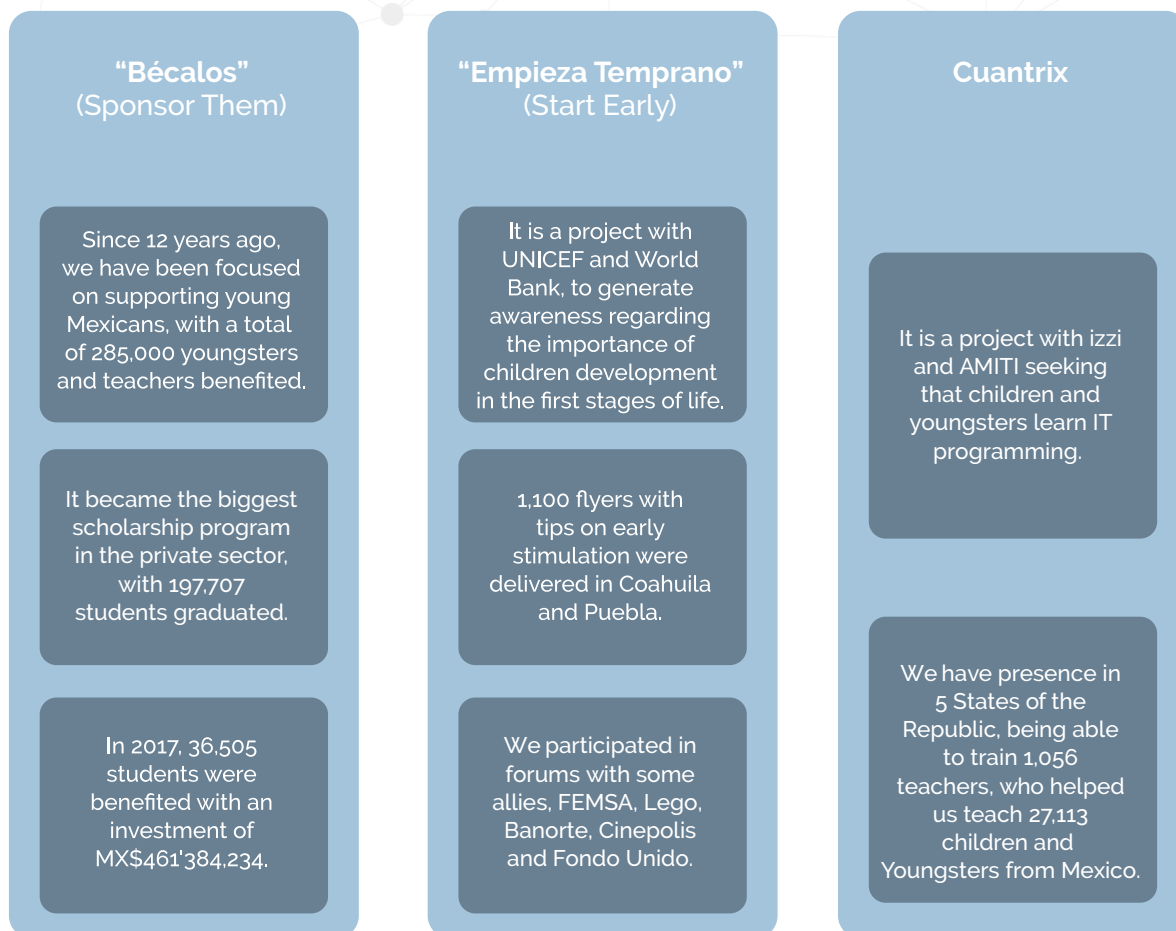 “Bécalos”
(Sponsor Them)
Since 12 years ago,
we have been focused
on supporting young
Mexicans, with a total
of 285,000 youngsters
and teachers benefited.
It became the biggest
scholarship program
in the private sector,
with 197,707
students graduated.
In 2017, 36,505
students were
benefited with an
investment of
MX$461'384,234.
“Empieza Temprano”
(Start Early)
It is a project with
UNICEF and World
Bank, to generate
awareness regarding
the importance of
children development
in the first stages of life.
1,100 flyers with
tips on early
stimulation were
delivered in Coahuila
and Puebla.
We participated in
forums with some
allies, FEMSA, Lego,
Banorte, Cinepolis
and Fondo Unido.
Cuantrix
It is a project with izzi
and AMITI seeking
that children and
youngsters learn IT
programming.
We have presence in
5 States of the
Republic, being able
to train 1,056
teachers, who helped
us teach 27,113
children and
Youngsters from Mexico.